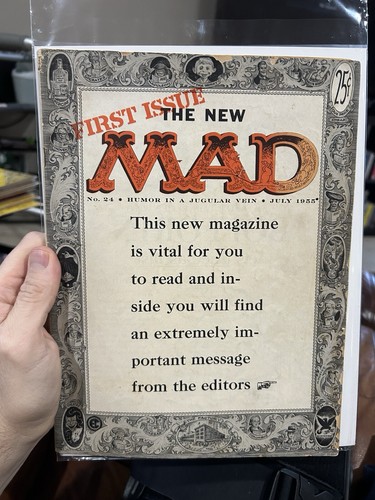 25¢
FIRST ISSUE
THE NEW
MAD
No. 24 • HUMOR IN A JUGULAR VEIN • JULY 1955
This new magazine
is vital for you
to read and in-
side you will find
an extremely im-
portant message
from the editors